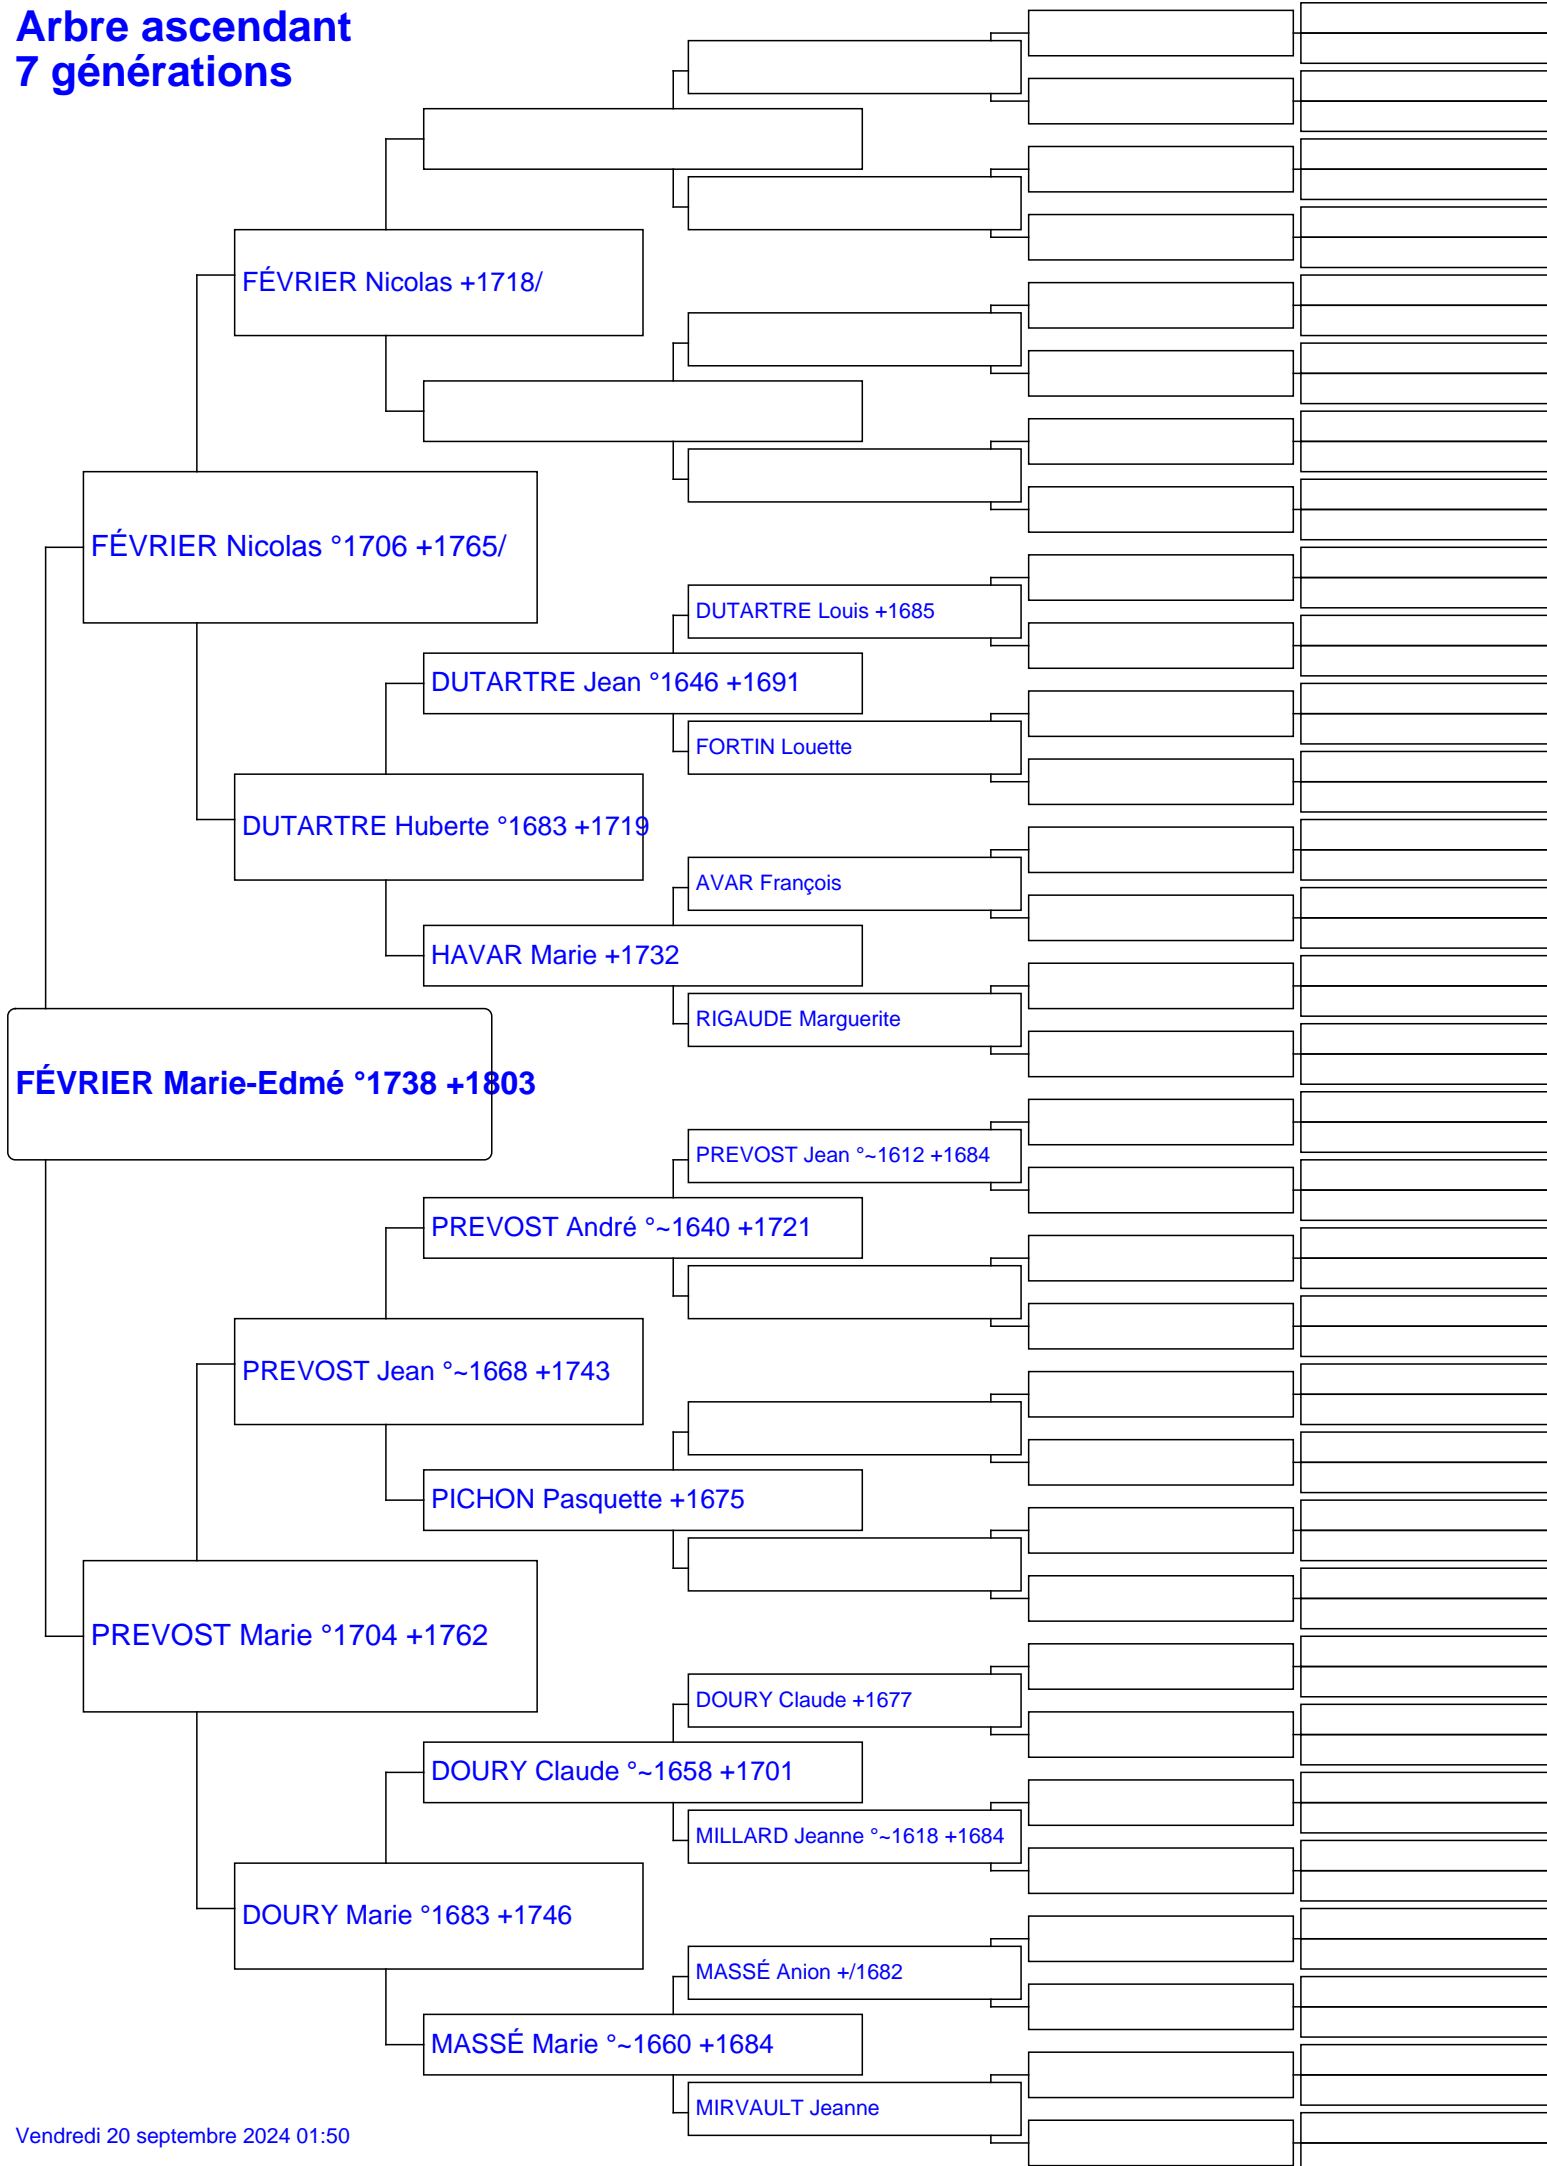 Arbre ascendant
7 générations
FÉVRIER Nicolas +1718/
FÉVRIER Nicolas °1706 +1765/
DUTARTRE Louis +1685
DUTARTRE Jean °1646 +1691
FORTIN Louette
DUTARTRE Huberte °1683 +1719
AVAR François
HAVAR Marie +1732
RIGAUDE Marguerite
FÉVRIER Marie-Edmé °1738 +1803
PREVOST Jean °~1612 +1684
PREVOST André °~1640 +1721
PREVOST Jean °~1668 +1743
PICHON Pasquette +1675
PREVOST Marie °1704 +1762
DOURY Claude +1677
DOURY Claude °~1658 +1701
MILLARD Jeanne °~1618 +1684
DOURY Marie °1683 +1746
MASSÉ Anion +/1682
MASSÉ Marie °~1660 +1684
MIRVAULT Jeanne
Vendredi 20 septembre 2024 01:50